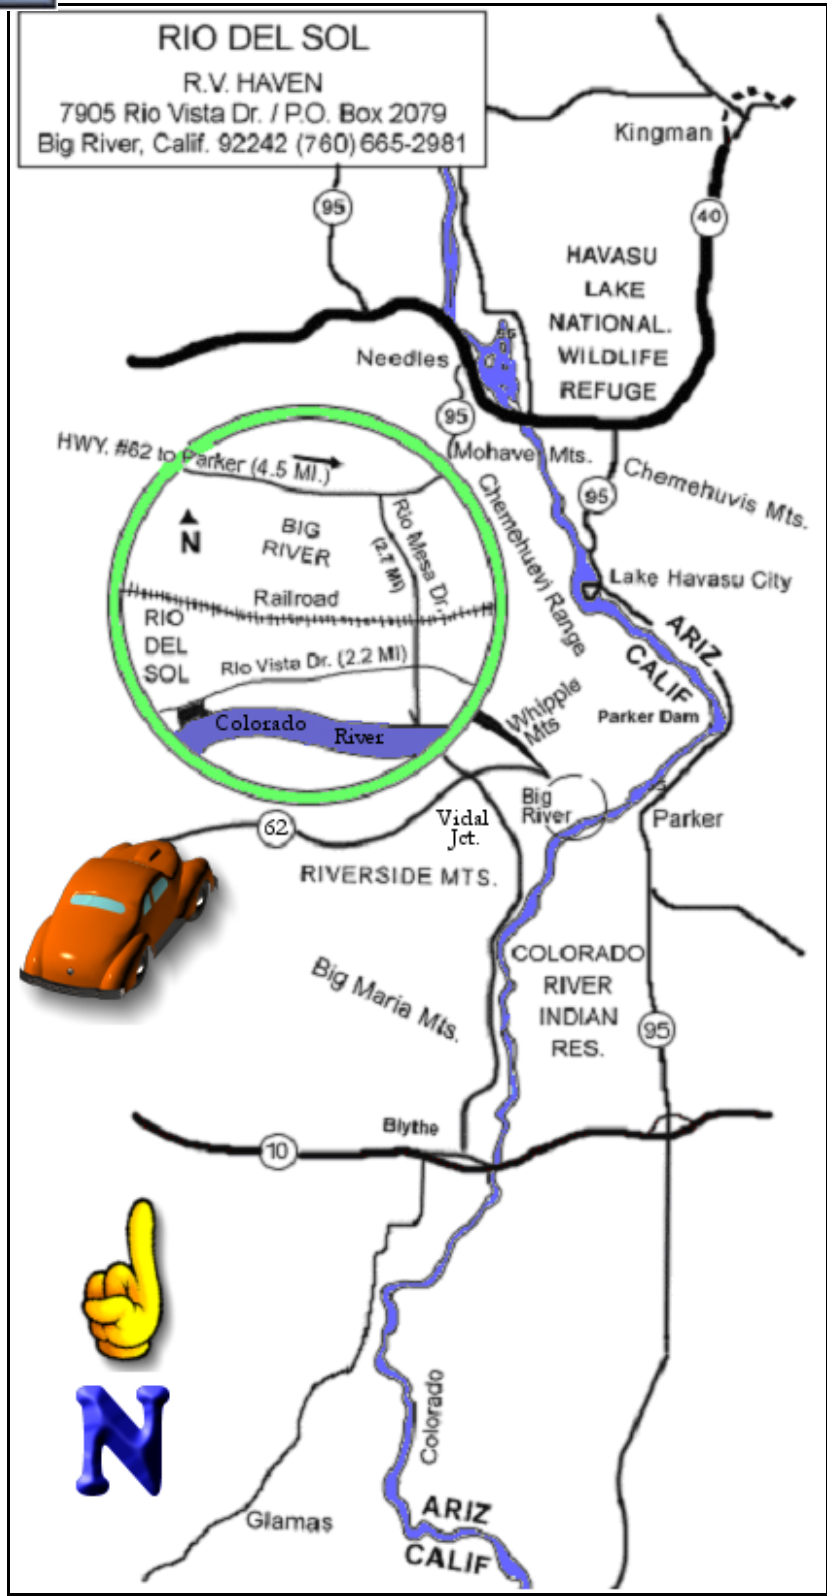 RIO DEL SOL
R.V. HAVEN
7905 Rio Vista Dr. / P.O. Box 2079
Big River, Calif. 92242 (760) 665-2981
Kingman
95
40
HAVASU
LAKE
NATIONAL.
WILDLIFE
REFUGE
Needles
95
HWY. #62 to Parker (4.5 MI.)
Mohave Mts.
95
Chemehuvis Mts.
Chemehuevi Range
N
BIG
RIVER
Rio Mesa Dr.
(2.7 MI)
Railroad
Lake Havasu City
RIO
DEL
SOL
Rio Vista Dr. (2.2 MI)
ARIZ
CALIF
Colorado River
Whipple
Mts
Parker Dam
Big
River
Parker
62
Vidal
Jct.
RIVERSIDE MTS.
Big Maria Mts.
COLORADO
RIVER
INDIAN
RES.
95
Blythe
10
N
Colorado
Glamas
ARIZ
CALIF